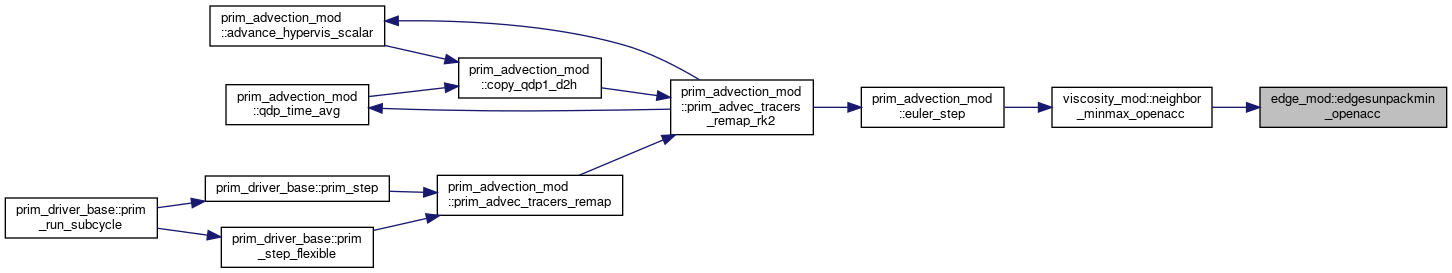 prim_advection_mod
::advance_hypervis_scalar
prim_advection_mod
::copy_qdp1_d2h
prim_advection_mod
::qdp_time_avg
prim_advection_mod
::prim_advec_tracers
_remap_rk2
prim_advection_mod
::euler_step
viscosity_mod::neighbor
_minmax_openacc
edge_mod::edgesunpackmin
_openacc
prim_driver_base::prim_step
prim_advection_mod
::prim_advec_tracers_remap
prim_driver_base::prim
_run_subcycle
prim_driver_base::prim
_step_flexible